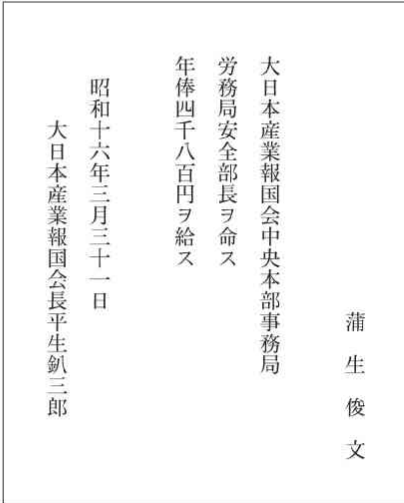 蒲生俊文
大日本産業報国会中央本部事務局
労務局安全部長ヲ命ス
年俸四千八百円ヲ給ス
昭和十六年三月三十一日
大日本産業報国会長平生釟三郎